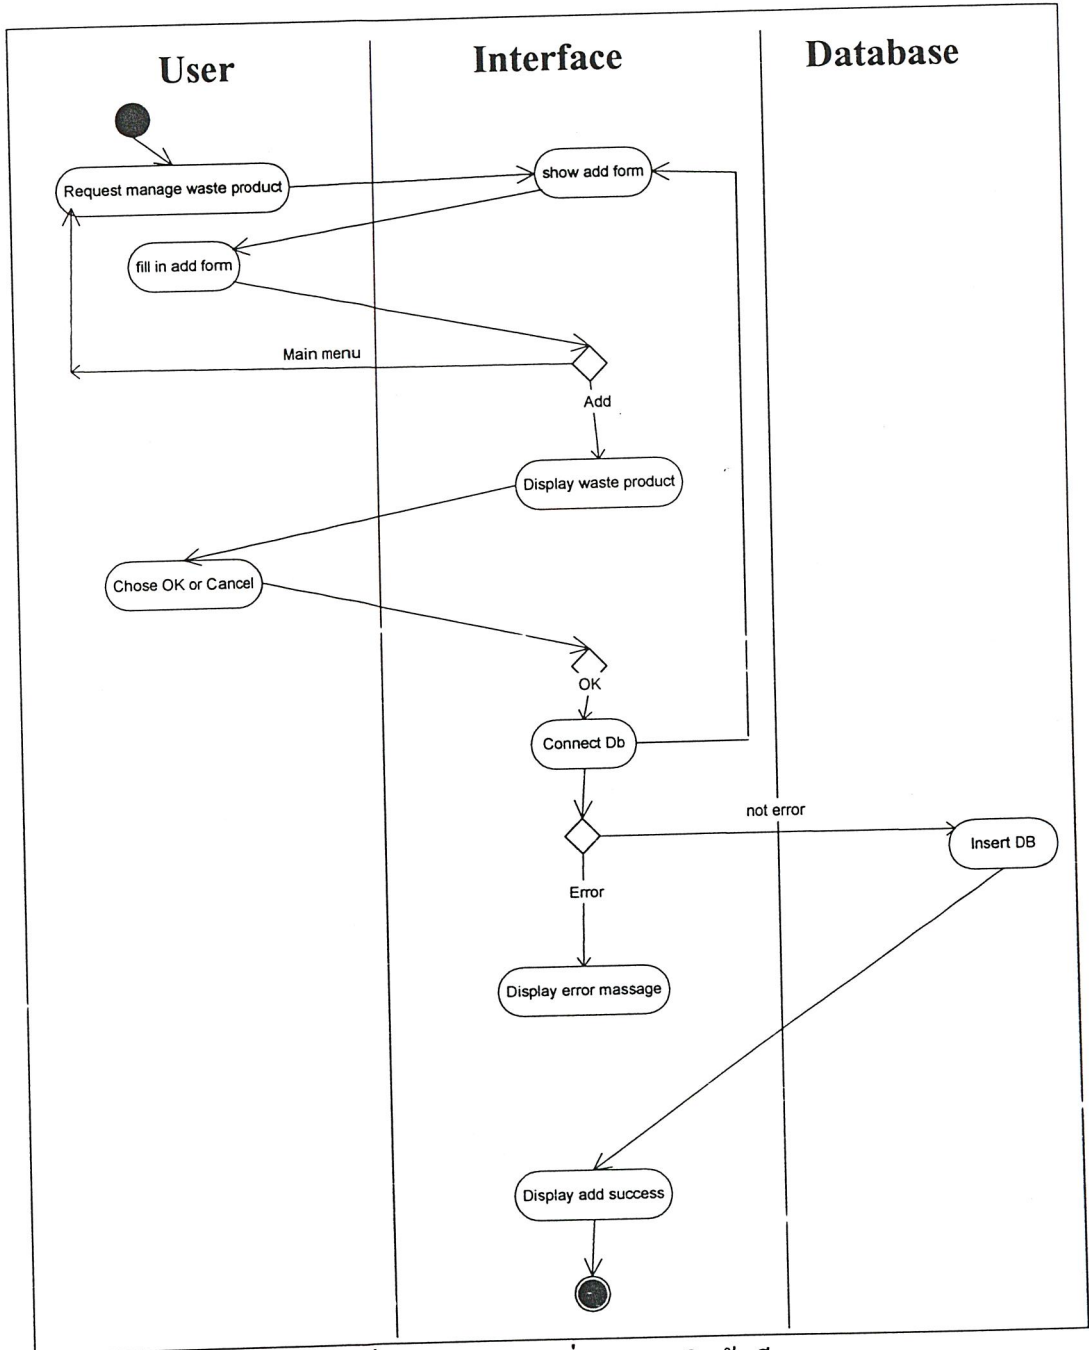 User
Interface
Database
Request manage waste product
show add form
fill in add form
Main menu
Add
Display waste product
Chose OK or Cancel
OK
Connect Db
not error
Insert DB
Error
Display error massage
Display add success